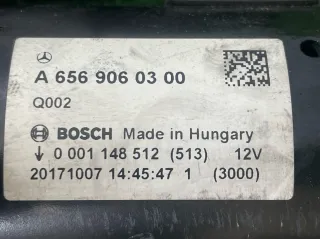 A 656 906 03 00
Q002
BOSCH Made in Hungary
↓ 0 001 148 512 (513) 12V
20171007 14:45:47 1 (3000)